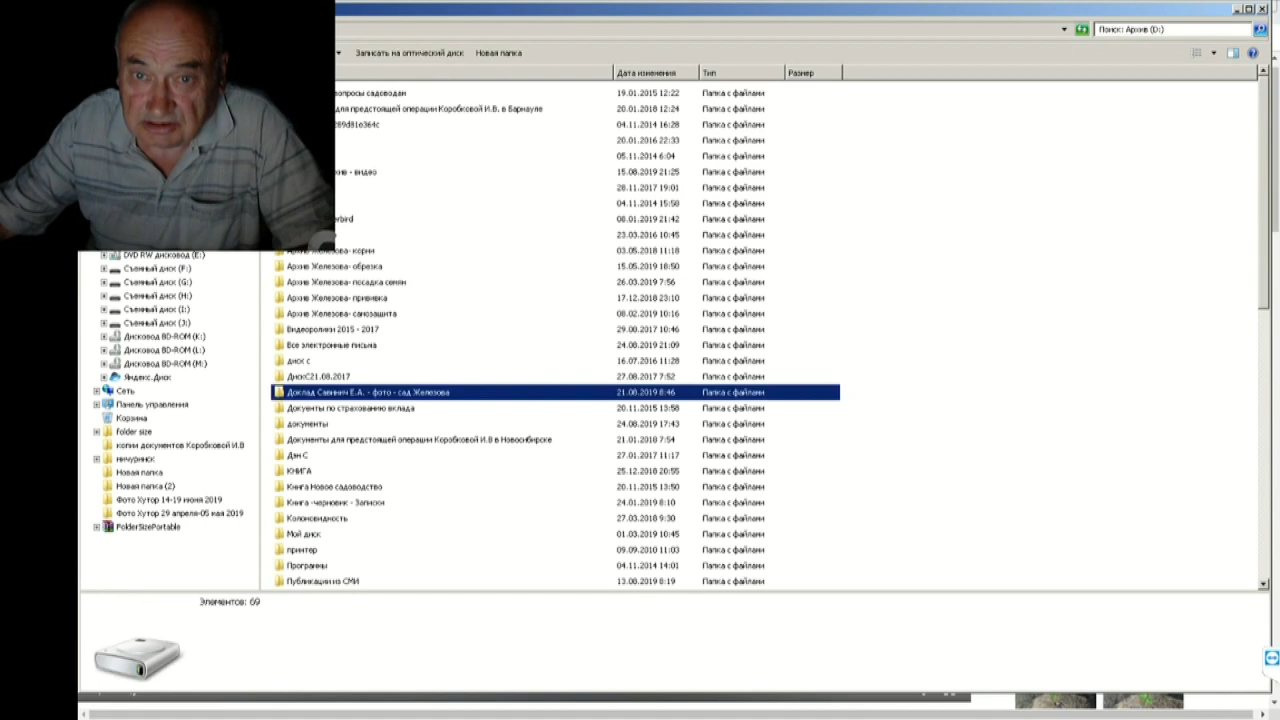 Поиск: Архив (D:)
Записать на оптический диск Новая папка
Дата изменения Тип Размер
вопросы садоводам 19.01.2015 12:22 Папка с файлами
для предстоящей операции Коробковой И.В. в Барнауле 20.01.2018 12:24 Папка с файлами
289d81e364c 04.11.2014 16:28 Папка с файлами
20.01.2016 22:33 Папка с файлами
05.11.2014 6:04 Папка с файлами
хив - видео 15.08.2019 21:25 Папка с файлами
28.11.2017 19:01 Папка с файлами
04.11.2014 15:58 Папка с файлами
erbird 08.01.2019 21:42 Папка с файлами
23.03.2016 10:45 Папка с файлами
Архив Железова- корни 03.05.2018 11:18 Папка с файлами
Архив Железова- обрезка 15.05.2019 18:50 Папка с файлами
Архив Железова- посадка семян 26.03.2019 7:56 Папка с файлами
Архив Железова- прививка 17.12.2018 23:10 Папка с файлами
Архив Железова- санозащита 08.02.2019 10:16 Папка с файлами
Видеоролики 2015 - 2017 29.08.2017 10:46 Папка с файлами
Все электронные письма 24.08.2019 21:09 Папка с файлами
диск с 16.07.2016 11:28 Папка с файлами
ДискС21.08.2017 27.08.2017 7:52 Папка с файлами
Доклад Савинич Е.А. - фото - сад Железова 21.08.2019 8:46 Папка с файлами
Документы по страхованию вклада 20.11.2015 13:58 Папка с файлами
документы 24.08.2019 17:43 Папка с файлами
Документы для предстоящей операции Коробковой И.В в Новосибирске 21.01.2018 7:54 Папка с файлами
Дэн С 27.01.2017 11:17 Папка с файлами
КНИГА 25.12.2018 20:55 Папка с файлами
Книга Новое садоводство 20.11.2015 13:50 Папка с файлами
Книга -черновик - Записки 24.01.2019 8:10 Папка с файлами
Колоновидность 27.03.2018 9:30 Папка с файлами
Мой диск 01.03.2019 10:45 Папка с файлами
принтер 09.09.2010 11:03 Папка с файлами
Программы 04.11.2014 14:01 Папка с файлами
Публикации из СМИ 13.08.2019 8:19 Папка с файлами
DVD RW дисковод (E:)
Съемный диск (F:)
Съемный диск (G:)
Съемный диск (H:)
Съемный диск (I:)
Съемный диск (J:)
Дисковод BD-ROM (K:)
Дисковод BD-ROM (L:)
Дисковод BD-ROM (M:)
Яндекс.Диск
Сеть
Панель управления
Корзина
folder size
копии документов Коробковой И.В
мичуринск
Новая папка
Новая папка (2)
Фото Хутор 14-19 июня 2019
Фото Хутор 29 апреля-05 мая 2019
FolderSizePortable
Элементов: 69